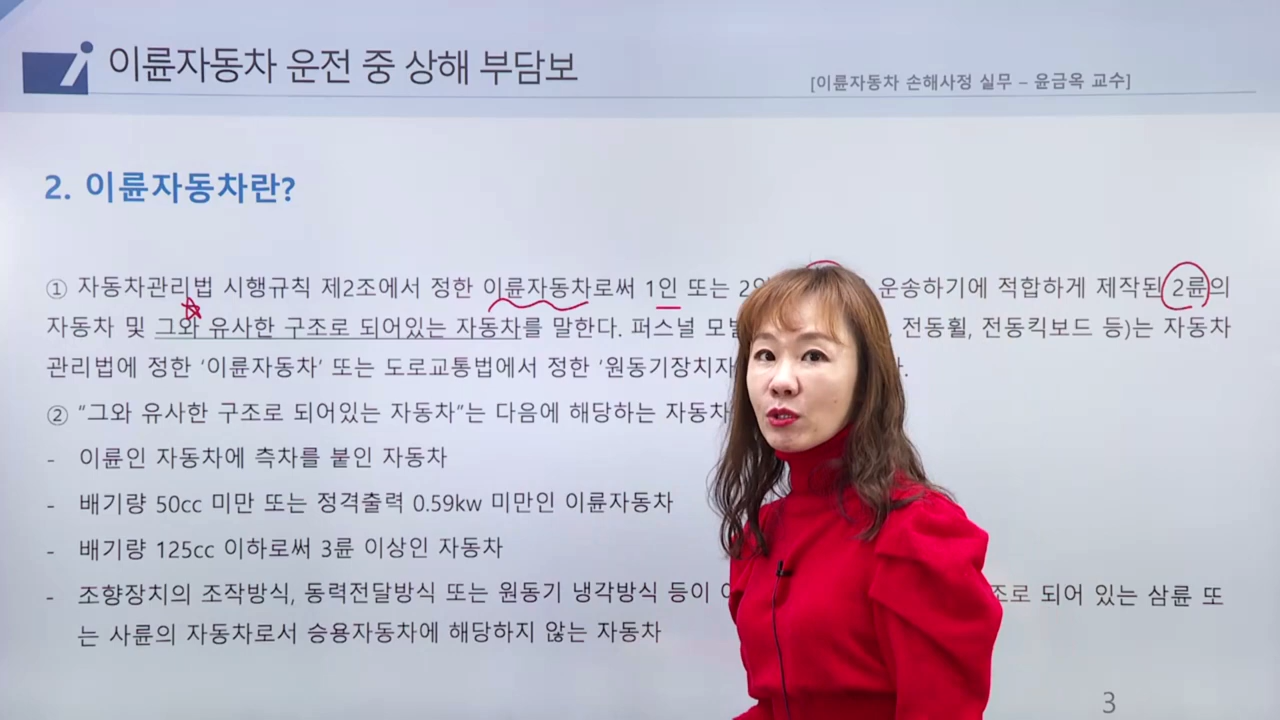 이륜자동차 운전 중 상해 부담보
[이륜자동차 손해사정 실무 – 윤금옥 교수]
2. 이륜자동차란?
① 자동차관리법 시행규칙 제2조에서 정한 이륜자동차로써 1인 또는 운송하기에 적합하게 제작된 2륜의
자동차 및 그와 유사한 구조로 되어있는 자동차를 말한다. 퍼스널 전동휠, 전동킥보드 등)는 자동차
관리법에 정한 ‘이륜자동차’ 또는 도로교통법에서 정한
② “그와 유사한 구조로 되어있는 자동차”는 다음에 해당하는 자동차
- 이륜인 자동차에 측차를 붙인 자동차
- 배기량 50cc 미만 또는 정격출력 0.59kw 미만인 이륜자동차
- 배기량 125cc 이하로써 3륜 이상인 자동차
- 조향장치의 조작방식, 동력전달방식 또는 원동기 냉각방식 등이 되어 있는 삼륜 또
는 사륜의 자동차로서 승용자동차에 해당하지 않는 자동차
3